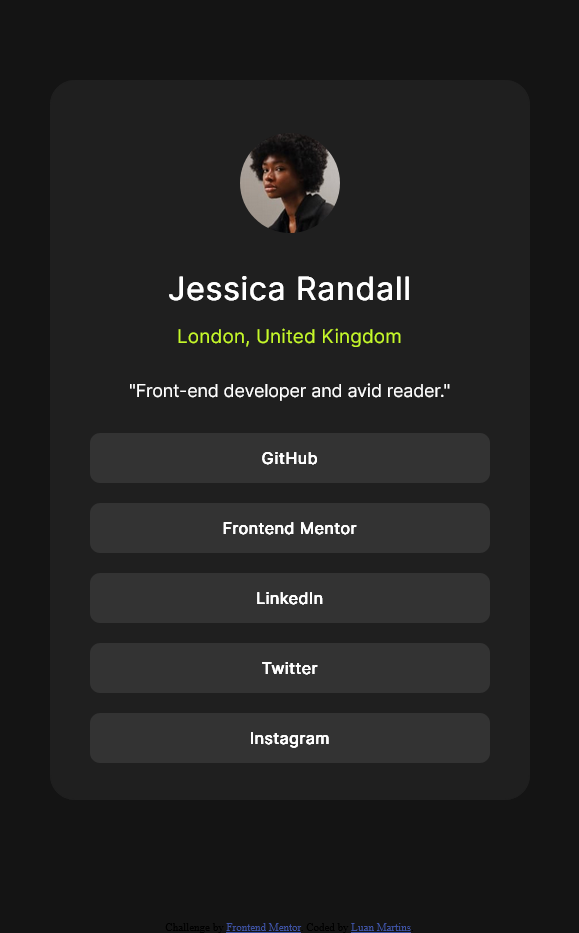 Jessica Randall
London, United Kingdom
"Front-end developer and avid reader."
GitHub
Frontend Mentor
LinkedIn
Twitter
Instagram
Challenge by Frontend Mentor. Coded by Luan Martins